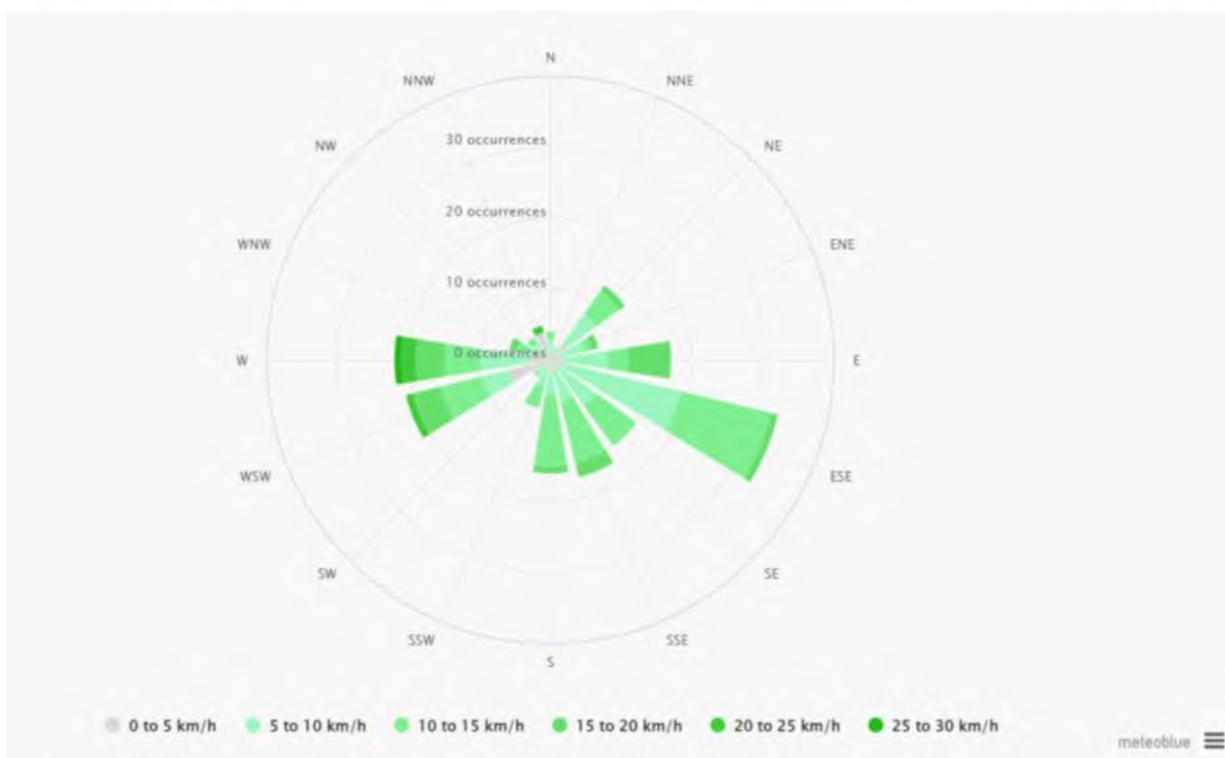 N
NNW
NNE
30 occurrences
NW
NE
20 occurrences
WNW
ENE
10 occurrences
0 occurrences
W
E
WSW
ESE
SW
SE
SSW
SSE
S
0 to 5 km/h
5 to 10 km/h
10 to 15 km/h
15 to 20 km/h
20 to 25 km/h
25 to 30 km/h
meteoblue